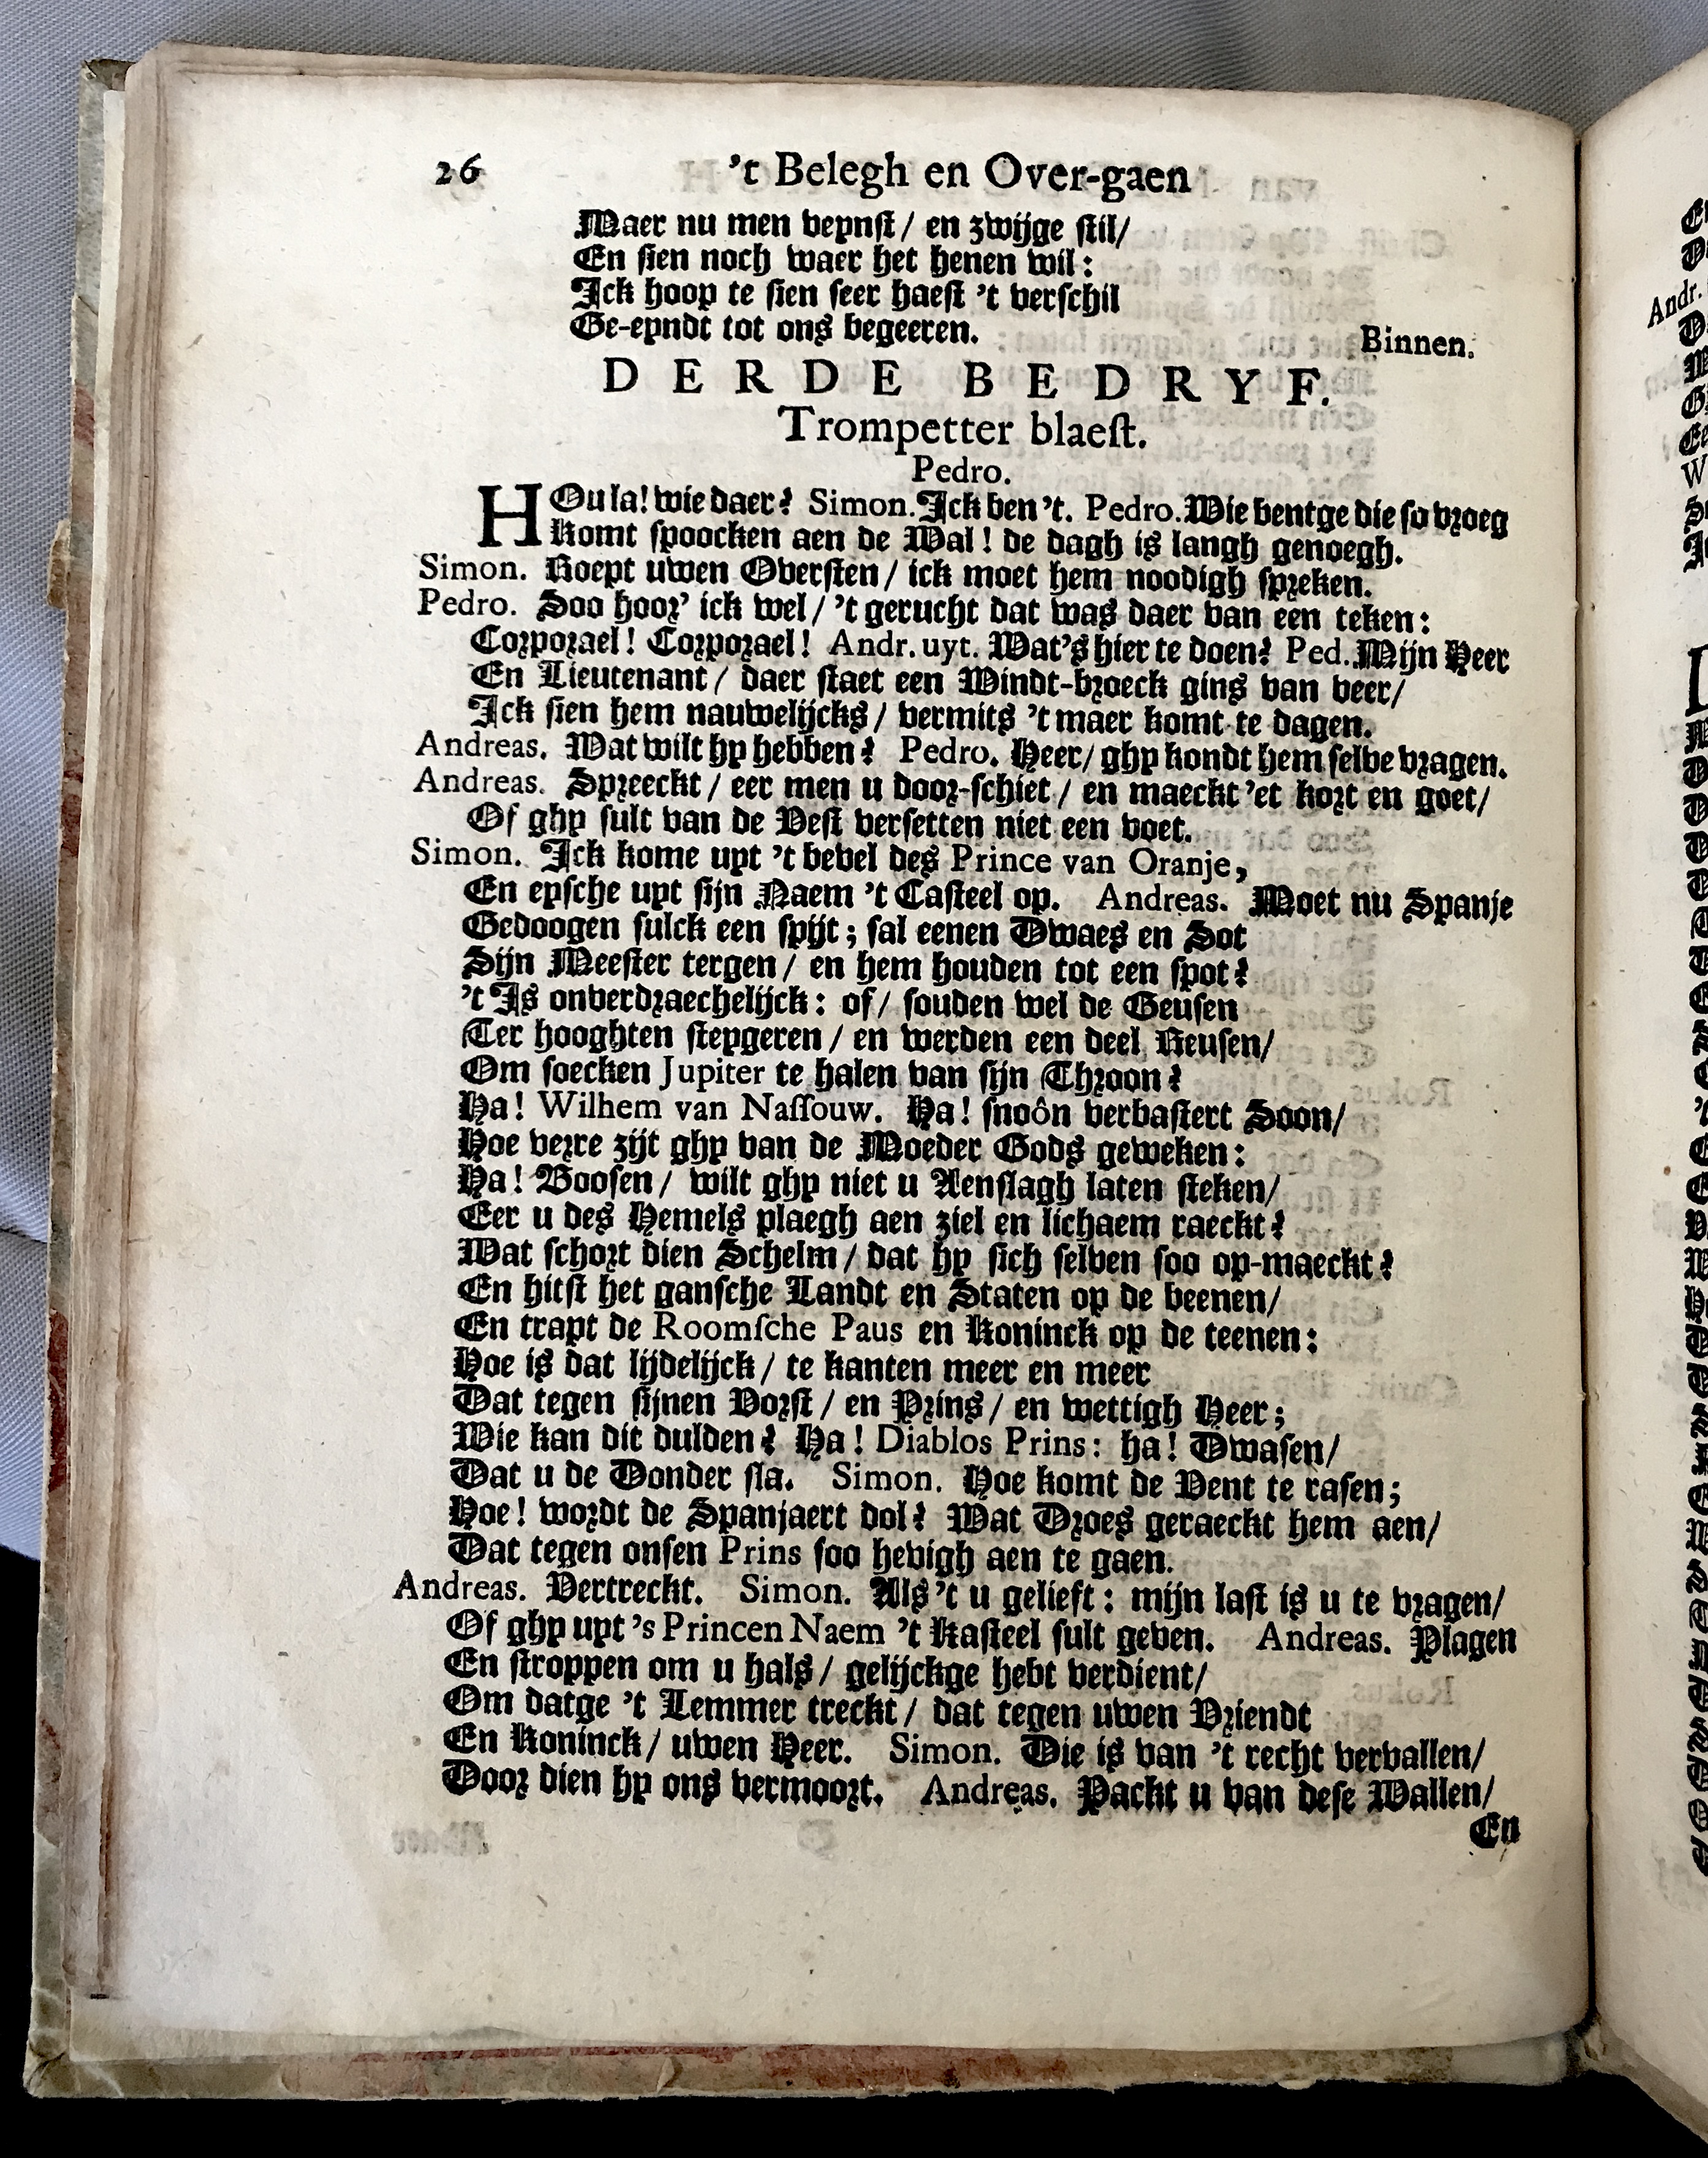 26 't Belegh en Over-gaen
Maer nu men veynst / en zwijge stil/
En sien noch waer het henen wil:
Ick hoop te sien seer haest 't verschil
Ge-eyndt tot ons begeeren.
Binnen.
DERDE BEDRYF.
Trompetter blaest.
Pedro.
HOu la! wie daer? Simon. Ick ben 't. Pedro. Wie bentge die so vroeg
Komt spoocken aen de Wal! de dagh is langh genoegh.
Simon. Roept uwen Oversten / ick moet hem noodigh spreken.
Pedro. Soo hoor' ick wel / 't gerucht dat was daer van een teken:
Corporael! Corporael! Andr. uyt. Wat's hier te doen? Ped. Mijn Heer
En Lieutenant / daer staet een Windt-broeck gins van veer/
Ick sien hem nauwelijcks / vermits 't maer komt te dagen.
Andreas. Wat wilt hy hebben? Pedro. Heer/ ghy kondt hem selve vragen.
Andreas. Spreeckt / eer men u door-schiet / en maeckt 'et kort en goet/
Of ghy sult van de Vest versetten niet een voet.
Simon. Ick kome uyt 't bevel des Prince van Oranje,
En eysche uyt sijn Naem 't Casteel op. Andreas. Moet nu Spanje
Gedoogen sulck een spijt; sal eenen Dwaes en Sot
Sijn Meester tergen / en hem houden tot een spot?
't Is onverdraechelijck: of/ souden wel de Geusen
Ter hooghten steygeren / en werden een deel Reusen/
Om soecken Jupiter te halen van sijn Throon?
Ha! Wilhem van Nassouw. Ha! snoôn verbastert Soon/
Hoe verre zijt ghy van de Moeder Gods geweken:
Ha! Boosen / wilt ghy niet u Aenslagh laten steken/
Eer u des Hemels plaegh aen ziel en lichaem raeckt?
Wat schort dien Schelm / dat hy sich selven soo op-maeckt?
En hitst het gansche Landt en Staten op de beenen/
En trapt de Roomsche Paus en Koninck op de teenen:
Hoe is dat lijdelijck / te kanten meer en meer
Dat tegen sijnen Vorst / en Prins / en wettigh Heer;
Wie kan dit dulden? Ha! Diablos Prins: ha! Dwasen/
Dat u de Donder sla. Simon. Hoe komt de Vent te rasen;
Hoe! wordt de Spanjaert dol? Wat Droes geraeckt hem aen/
Dat tegen onsen Prins soo hevigh aen te gaen.
Andreas. Vertreckt. Simon. Als 't u gelieft: mijn last is u te vragen/
Of ghy uyt 's Princen Naem 't Kasteel sult geven. Andreas. Plagen
En stroppen om u hals / gelijckge hebt verdient/
Om datge 't Lemmer treckt / dat tegen uwen Vriendt
En Koninck / uwen Heer. Simon. Die is van 't recht vervallen/
Door dien hy ons vermoort. Andreas. Packt u van dese Wallen/
En